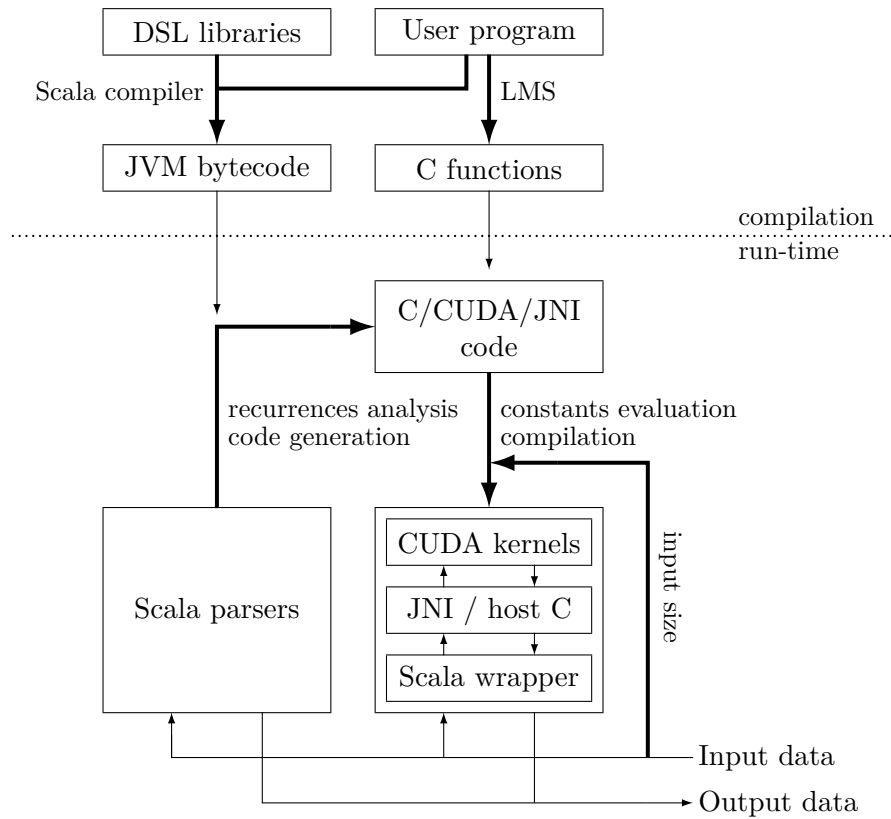 DSL libraries
User program
Scala compiler
LMS
JVM bytecode
C functions
compilation
run-time
C/CUDA/JNI
code
recurrences analysis
code generation
constants evaluation
compilation
input size
Scala parsers
CUDA kernels
JNI / host C
Scala wrapper
Input data
Output data